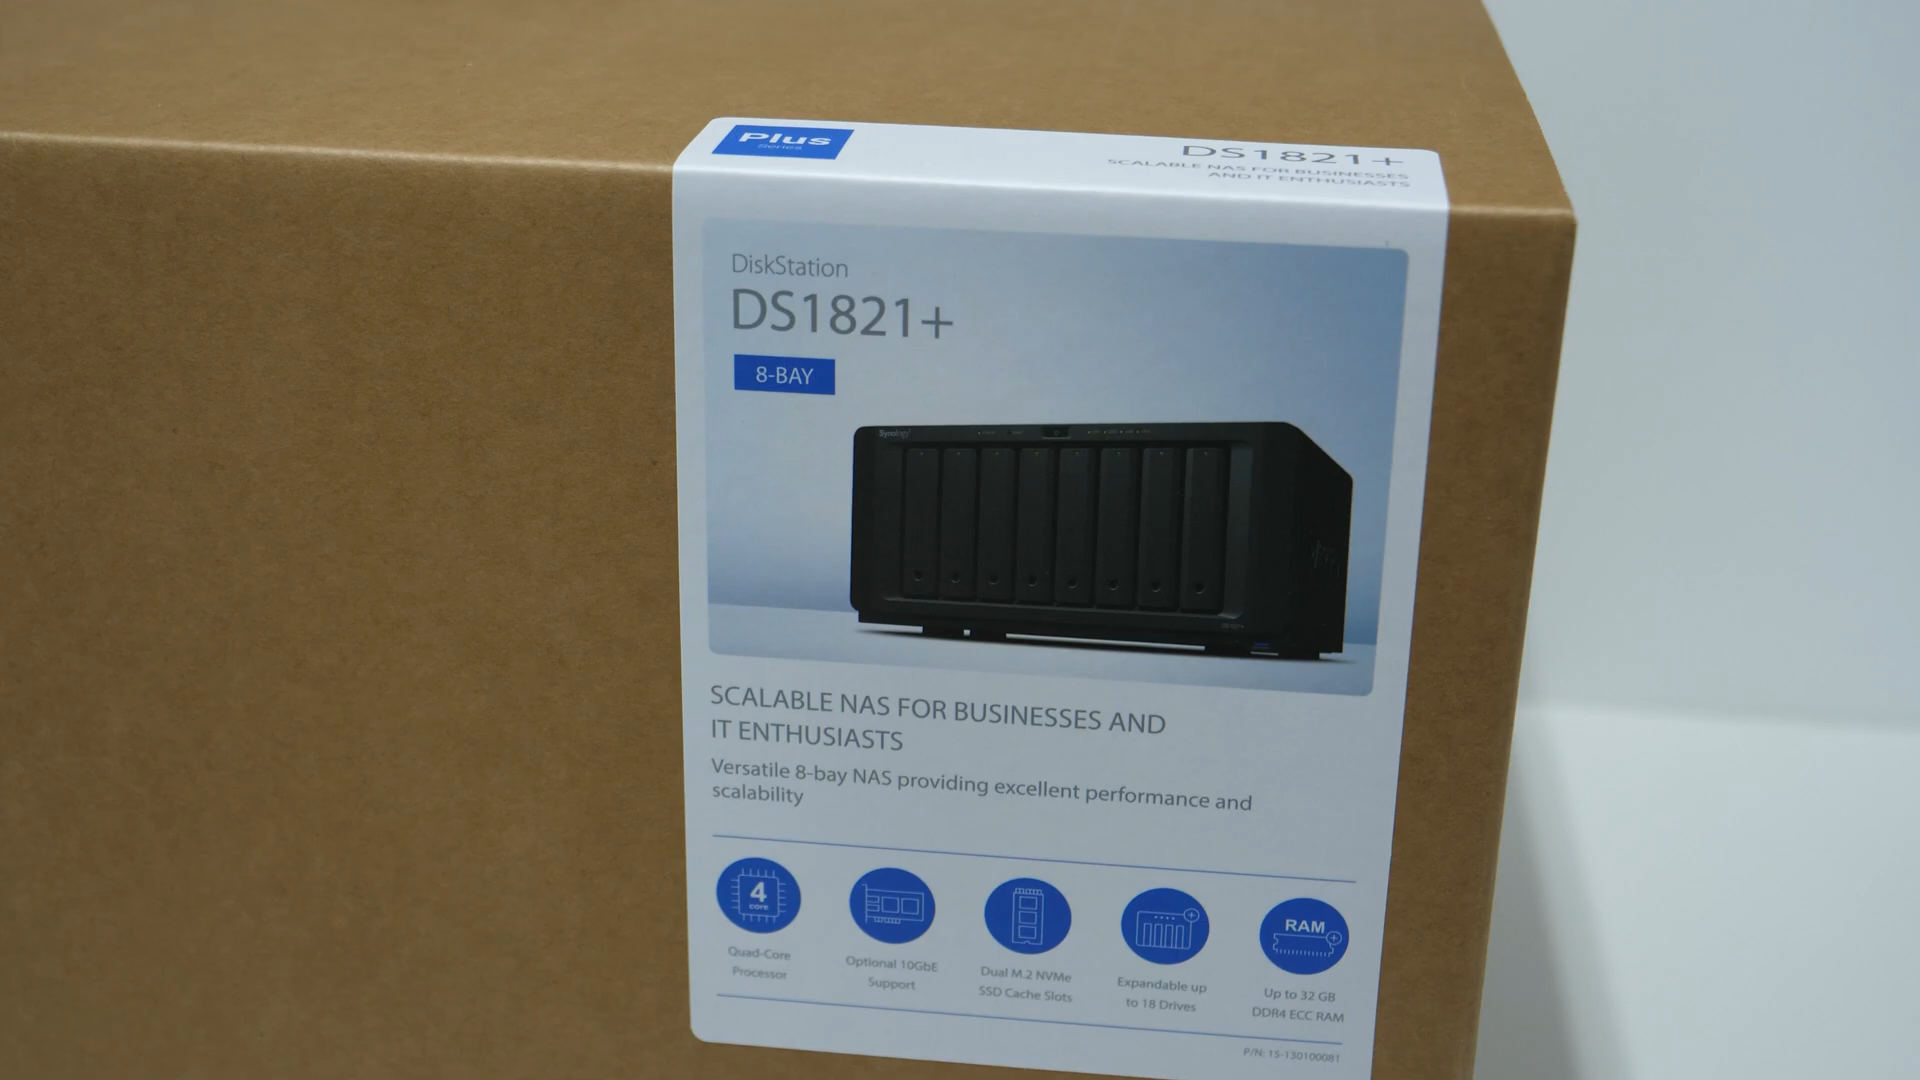 Plus
Series
DS1821+
SCALABLE NAS FOR BUSINESSES
AND IT ENTHUSIASTS
DiskStation
DS1821+
8-BAY
Synology
SCALABLE NAS FOR BUSINESSES AND
IT ENTHUSIASTS
Versatile 8-bay NAS providing excellent performance and
scalability
4
core
Quad-Core
Processor
Optional 10GbE
Support
Dual M.2 NVMe
SSD Cache Slots
Expandable up
to 18 Drives
RAM
Up to 32 GB
DDR4 ECC RAM
P/N: 15-130100081